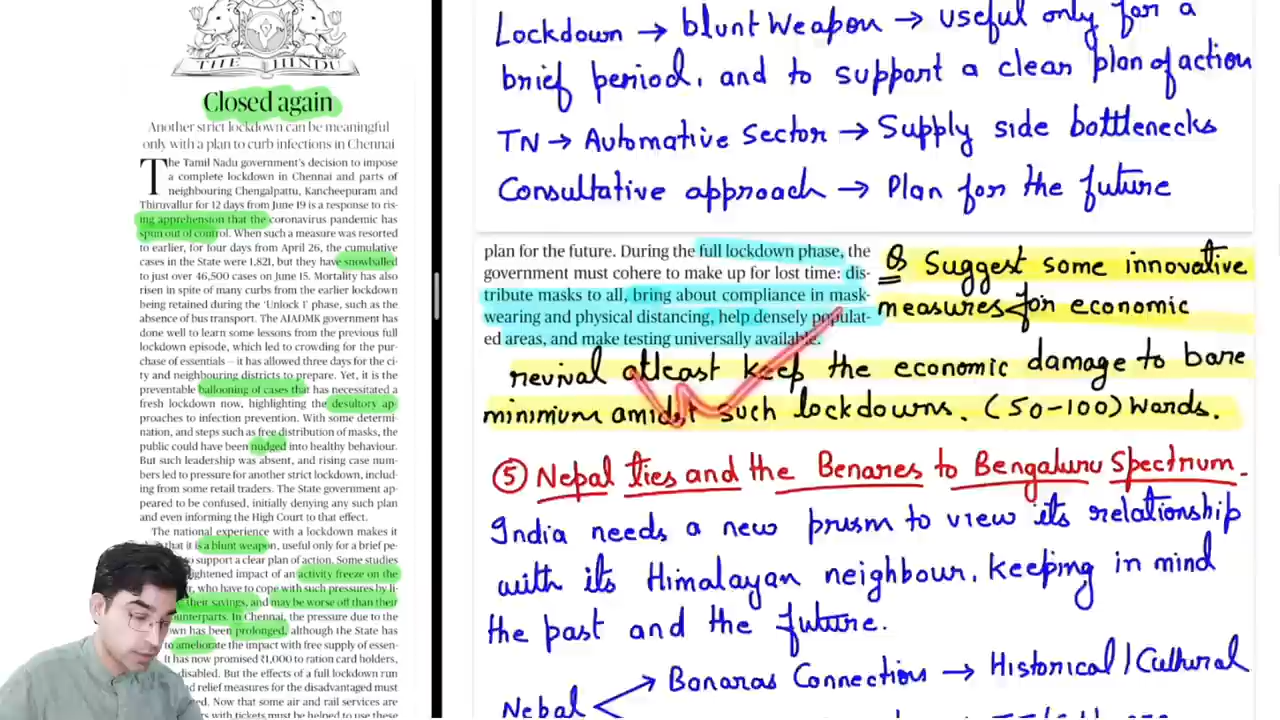 THE HINDU
Closed again
Another strict lockdown can be meaningful
only with a plan to curb infections in Chennai
The Tamil Nadu government's decision to impose
a complete lockdown in Chennai and parts of
neighbouring Chengalpattu, Kancheepuram and
Thiruvallur for 12 days from June 19 is a response to ris-
ing apprehension that the coronavirus pandemic has
spun out of control. When such a measure was resorted
to earlier, for four days from April 26, the cumulative
cases in the State were 1,821, but they have snowballed
to just over 46,500 cases on June 15. Mortality has also
risen in spite of many curbs from the earlier lockdown
being retained during the 'Unlock 1' phase, such as the
absence of bus transport. The AIADMK government has
done well to learn some lessons from the previous full
lockdown episode, which led to crowding for the pur-
chase of essentials – it has allowed three days for the ci-
ty and neighbouring districts to prepare. Yet, it is the
preventable ballooning of cases that has necessitated a
fresh lockdown now, highlighting the desultory ap-
proaches to infection prevention. With some determi-
nation, and steps such as free distribution of masks, the
public could have been nudged into healthy behaviour.
But such leadership was absent, and rising case num-
bers led to pressure for another strict lockdown, includ-
ing from some retail traders. The State government ap-
peared to be confused, initially denying any such plan
and even informing the High Court to that effect.
The national experience with a lockdown makes it
that it is a blunt weapon, useful only for a brief pe-
to support a clear plan of action. Some studies
ightened impact of an activity freeze on the
r, who have to cope with such pressures by li-
their savings, and may be worse off than their
ounterparts. In Chennai, the pressure due to the
own has been prolonged, although the State has
to ameliorate the impact with free supply of essen-
It has now promised ₹1,000 to ration card holders,
disabled. But the effects of a full lockdown run
nd relief measures for the disadvantaged must
ed. Now that some air and rail services are
rs with tickets must be helped to use these
Lockdown → blunt Weapon → useful only for a
brief period, and to support a clear plan of action
TN → Automative Sector → Supply side bottlenecks
Consultative approach → Plan for the future
plan for the future. During the full lockdown phase, the
government must cohere to make up for lost time: dis-
tribute masks to all, bring about compliance in mask-
wearing and physical distancing, help densely populat-
ed areas, and make testing universally available.
Q Suggest some innovative
measures for economic
revival atleast keep the economic damage to bare
minimum amidst such lockdowns. (50-100) Words.
⑤ Nepal ties and the Benares to Bengaluru Spectrum.
India needs a new prism to view its relationship
with its Himalayan neighbour, keeping in mind
the past and the future.
Nepal
Banaras Connection → Historical / Cultural